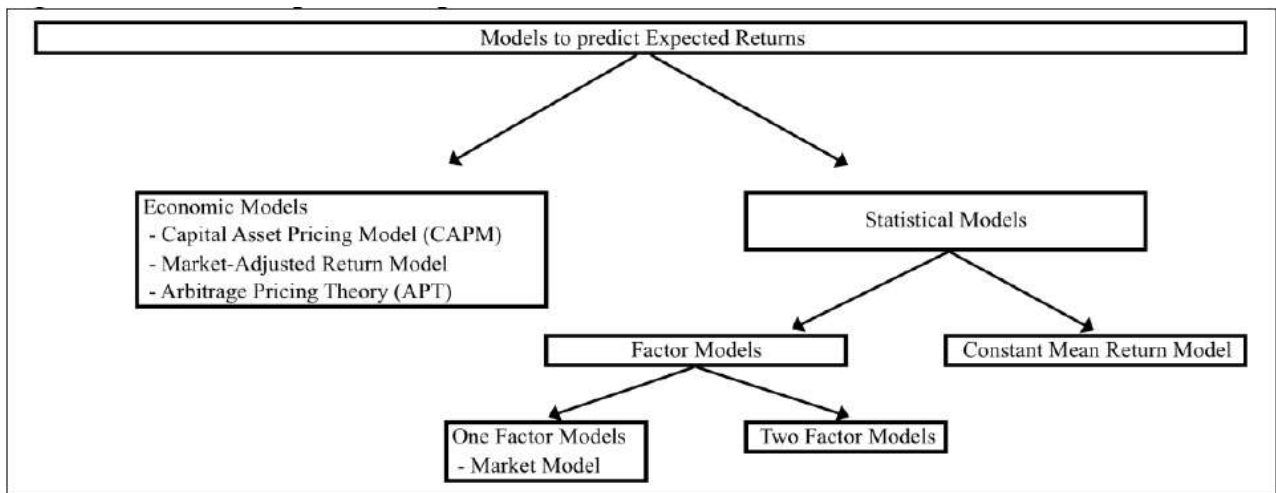 Models to predict Expected Returns
Economic Models
- Capital Asset Pricing Model (CAPM)
- Market-Adjusted Return Model
- Arbitrage Pricing Theory (APT)
Statistical Models
Factor Models
Constant Mean Return Model
One Factor Models
- Market Model
Two Factor Models